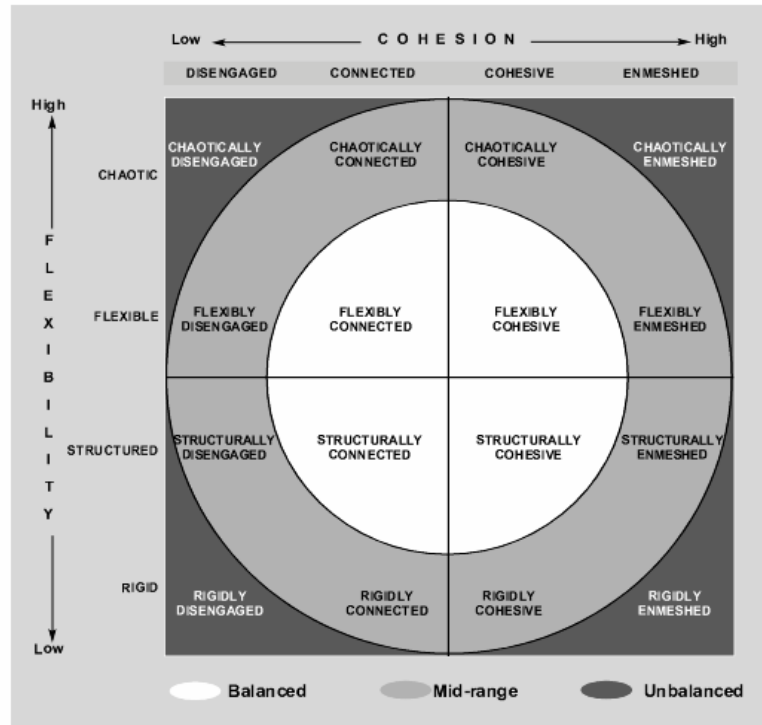 Low COHESION High
DISENGAGED CONNECTED COHESIVE ENMESHED
High
FLEXIBILITY
Low
CHAOTIC
CHAOTICALLY
DISENGAGED
CHAOTICALLY
CONNECTED
CHAOTICALLY
COHESIVE
CHAOTICALLY
ENMESHED
FLEXIBLE
FLEXIBLY
DISENGAGED
FLEXIBLY
CONNECTED
FLEXIBLY
COHESIVE
FLEXIBLY
ENMESHED
STRUCTURED
STRUCTURALLY
DISENGAGED
STRUCTURALLY
CONNECTED
STRUCTURALLY
COHESIVE
STRUCTURALLY
ENMESHED
RIGID
RIGIDLY
DISENGAGED
RIGIDLY
CONNECTED
RIGIDLY
COHESIVE
RIGIDLY
ENMESHED
Balanced Mid-range Unbalanced